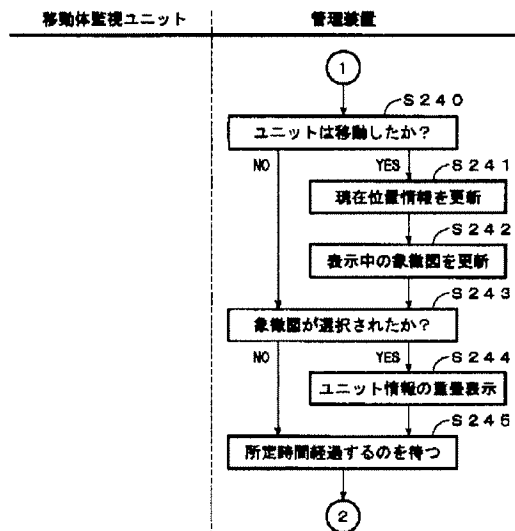 移動体監視ユニット 管理装置
1
S240
ユニットは移動したか？
NO YES S241
現在位置情報を更新
S242
表示中の象徴図を更新
S243
象徴図が選択されたか？
NO YES S244
ユニット情報の重畳表示
S245
所定時間経過するのを待つ
2